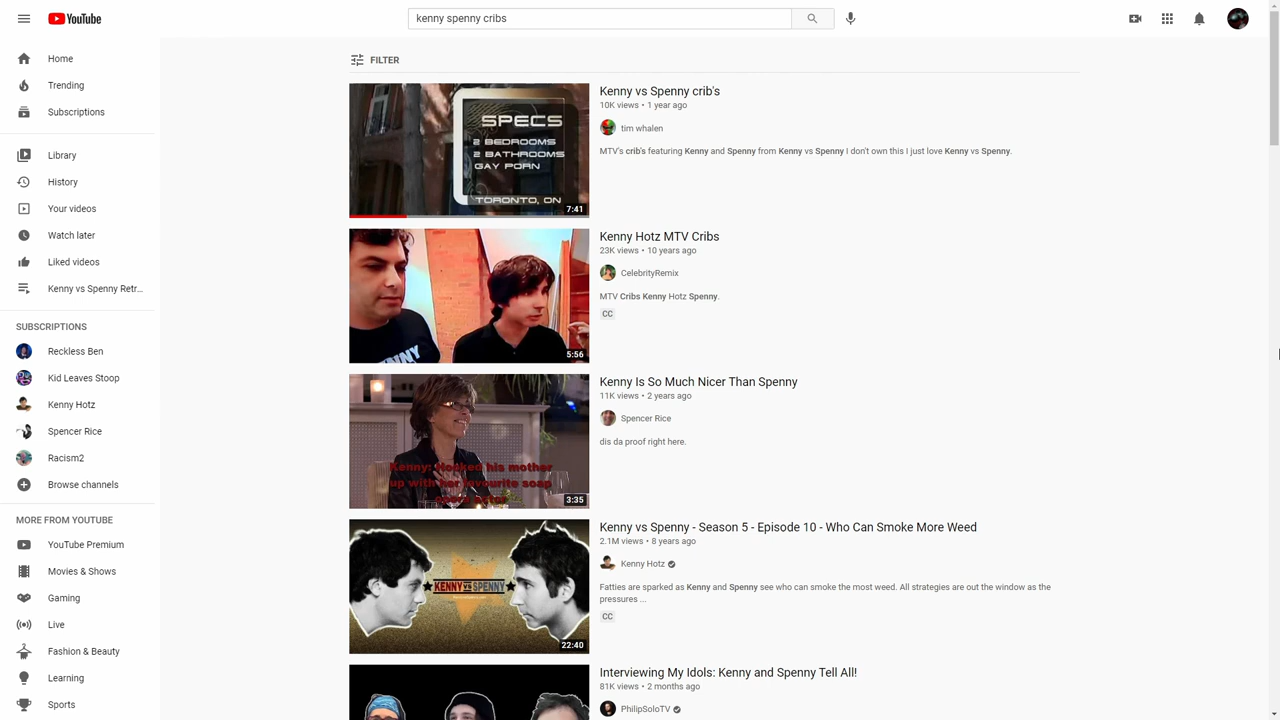 YouTube
kenny spenny cribs
Home
Trending
Subscriptions
Library
History
Your videos
Watch later
Liked videos
Kenny vs Spenny Retr...
SUBSCRIPTIONS
Reckless Ben
Kid Leaves Stoop
Kenny Hotz
Spencer Rice
Racism2
Browse channels
MORE FROM YOUTUBE
YouTube Premium
Movies & Shows
Gaming
Live
Fashion & Beauty
Learning
Sports
FILTER
SPECS
2 BEDROOMS
2 BATHROOMS
GAY PORN
TORONTO, ON
7:41
Kenny vs Spenny crib's
10K views • 1 year ago
tim whalen
MTV's crib's featuring Kenny and Spenny from Kenny vs Spenny I don't own this I just love Kenny vs Spenny.
5:56
Kenny Hotz MTV Cribs
23K views • 10 years ago
CelebrityRemix
MTV Cribs Kenny Hotz Spenny.
CC
Kenny: Hooked his mother
up with her favourite soap
3:35
Kenny Is So Much Nicer Than Spenny
11K views • 2 years ago
Spencer Rice
dis da proof right here.
KENNY VS SPENNY
22:40
Kenny vs Spenny - Season 5 - Episode 10 - Who Can Smoke More Weed
2.1M views • 8 years ago
Kenny Hotz
Fatties are sparked as Kenny and Spenny see who can smoke the most weed. All strategies are out the window as the
pressures ...
CC
Interviewing My Idols: Kenny and Spenny Tell All!
81K views • 2 months ago
PhilipSoloTV